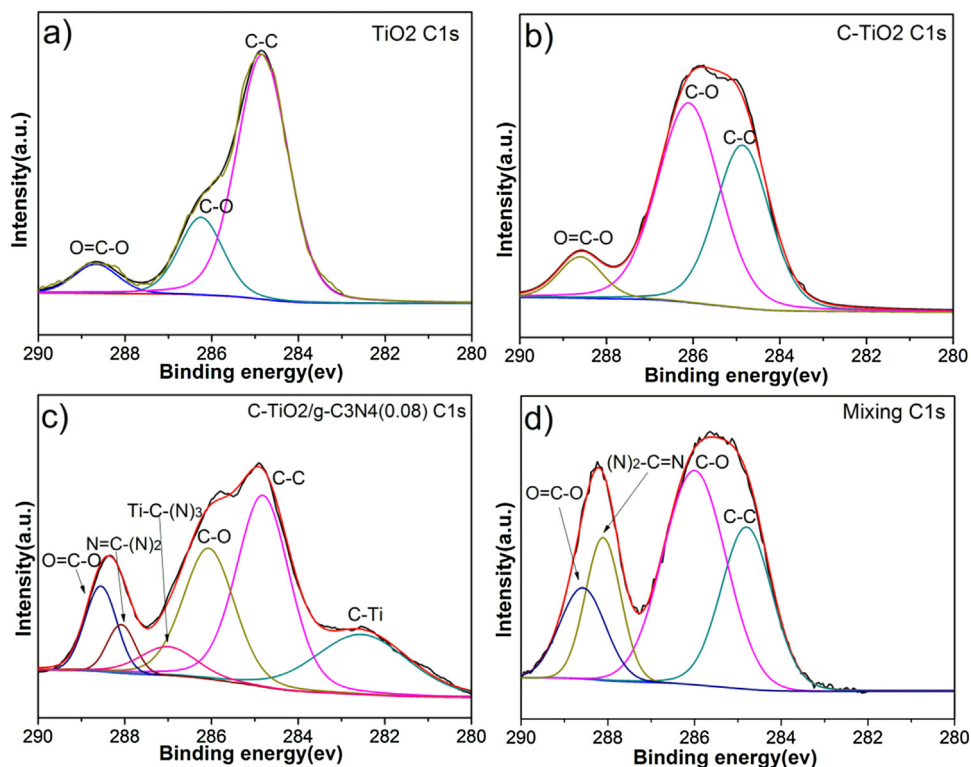 a)
TiO2 C1s
C-C
C-O
O=C-O
Intensity(a.u.)
290 288 286 284 282 280
Binding energy(ev)
b)
C-TiO2 C1s
C-O
C-O
O=C-O
Intensity(a.u.)
290 288 286 284 282 280
Binding energy(ev)
c)
C-TiO2/g-C3N4(0.08) C1s
C-C
Ti-C-(N)3
C-O
N=C-(N)2
O=C-O
C-Ti
Intensity(a.u.)
290 288 286 284 282 280
Binding energy(ev)
d)
Mixing C1s
(N)2-C=N
C-O
O=C-O
C-C
Intensity(a.u.)
290 288 286 284 282 280
Binding energy(ev)